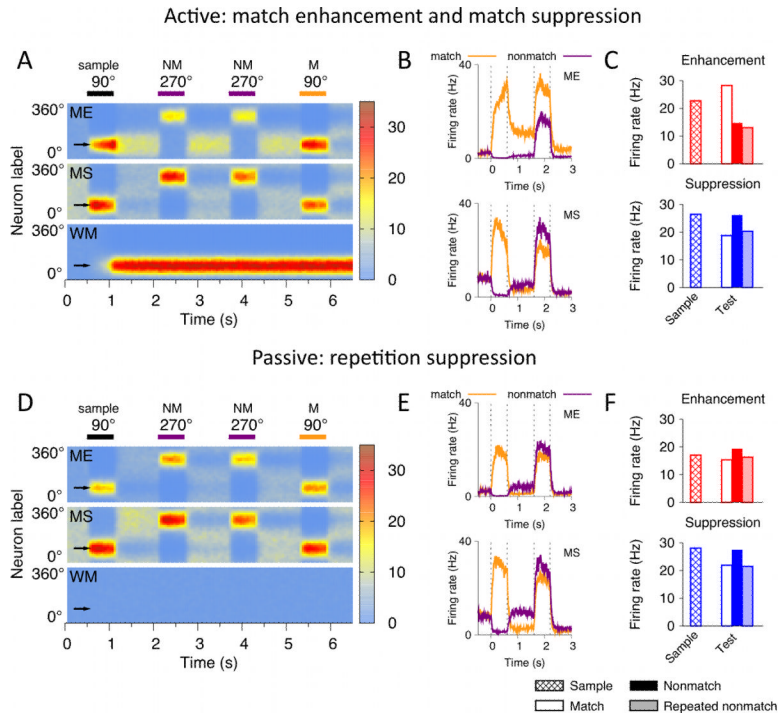 Active: match enhancement and match suppression
A
sample NM NM M
90° 270° 270° 90°
360°
ME
0°
360°
MS
0°
360°
WM
0°
Neuron label
0 1 2 3 4 5 6
Time (s)
30
20
10
0
B
match nonmatch
40
ME
20
0
Firing rate (Hz)
0 1 2 3
Time (s)
40
MS
20
0
Firing rate (Hz)
0 1 2 3
Time (s)
C
Enhancement
30
20
10
0
Firing rate (Hz)
Suppression
30
20
10
0
Firing rate (Hz)
Sample Test
Passive: repetition suppression
D
sample NM NM M
90° 270° 270° 90°
360°
ME
0°
360°
MS
0°
360°
WM
0°
Neuron label
0 1 2 3 4 5 6
Time (s)
30
20
10
0
E
match nonmatch
40
ME
20
0
Firing rate (Hz)
0 1 2 3
Time (s)
40
MS
20
0
Firing rate (Hz)
0 1 2 3
Time (s)
F
Enhancement
30
20
10
0
Firing rate (Hz)
Suppression
30
20
10
0
Firing rate (Hz)
Sample Test
Sample Nonmatch
Match Repeated nonmatch